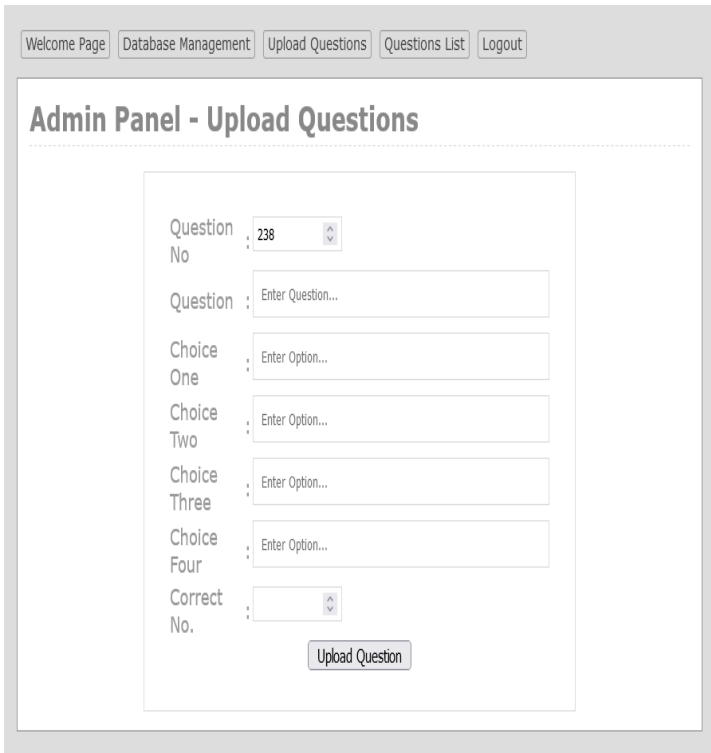 Welcome Page Database Management Upload Questions Questions List Logout
Admin Panel - Upload Questions
Question
No : 238
Question : Enter Question...
Choice
One : Enter Option...
Choice
Two : Enter Option...
Choice
Three : Enter Option...
Choice
Four : Enter Option...
Correct
No. :
Upload Question